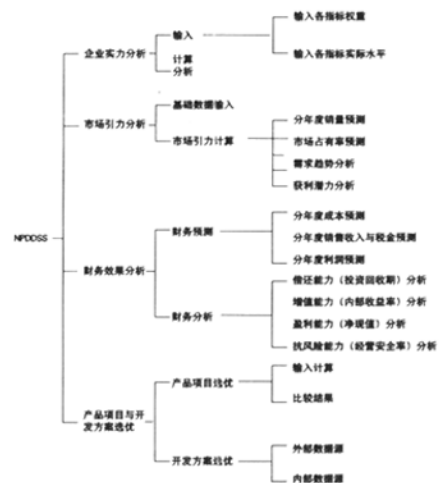 输入各指标权重
输入
企业实力分析
输入各指标实际水平
计算
分析
基础数据输入
市场引力分析
分年度销量预测
市场引力计算
市场占有率预测
需求趋势分析
获利潜力分析
分年度成本预测
财务预测
分年度销售收入与税金预测
NPDDSS
分年度利润预测
财务效果分析
偿还能力（投资回收期）分析
增值能力（内部收益率）分析
财务分析
盈利能力（净现值）分析
抗风险能力（经营安全率）分析
输入计算
产品项目选优
比较结果
产品项目与开
发方案选优
外部数据源
开发方案选优
内部数据源